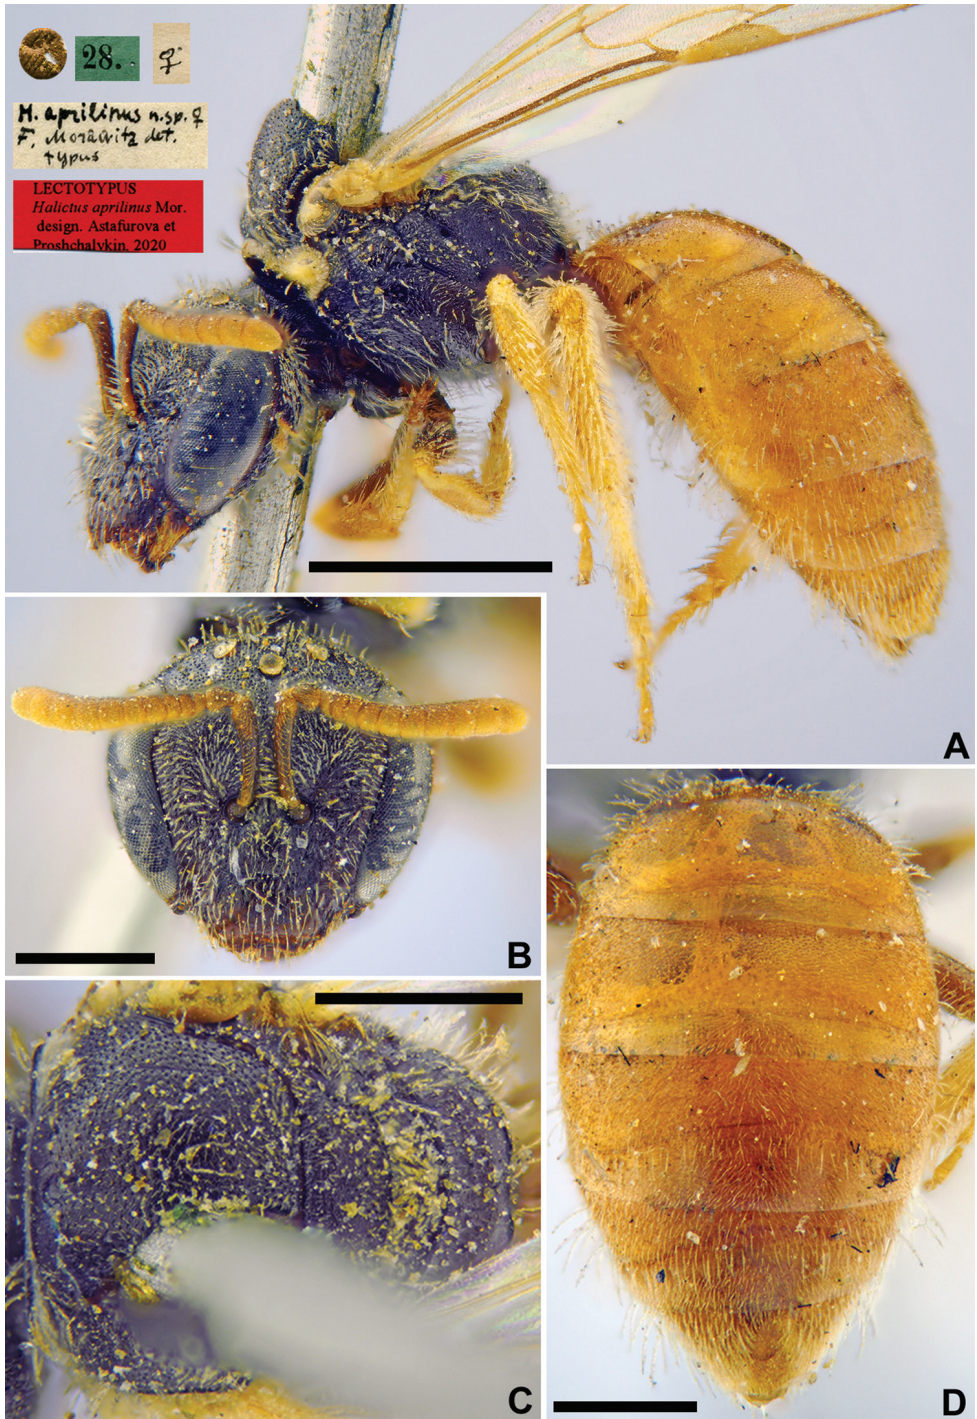 28.
♀
H. aprilinus n.sp. ♀
F. Morawitz det.
typus
LECTOTYPUS
Halictus aprilinus Mor.
design. Astafurova et
Proshchalykin, 2020
A
B
C
D